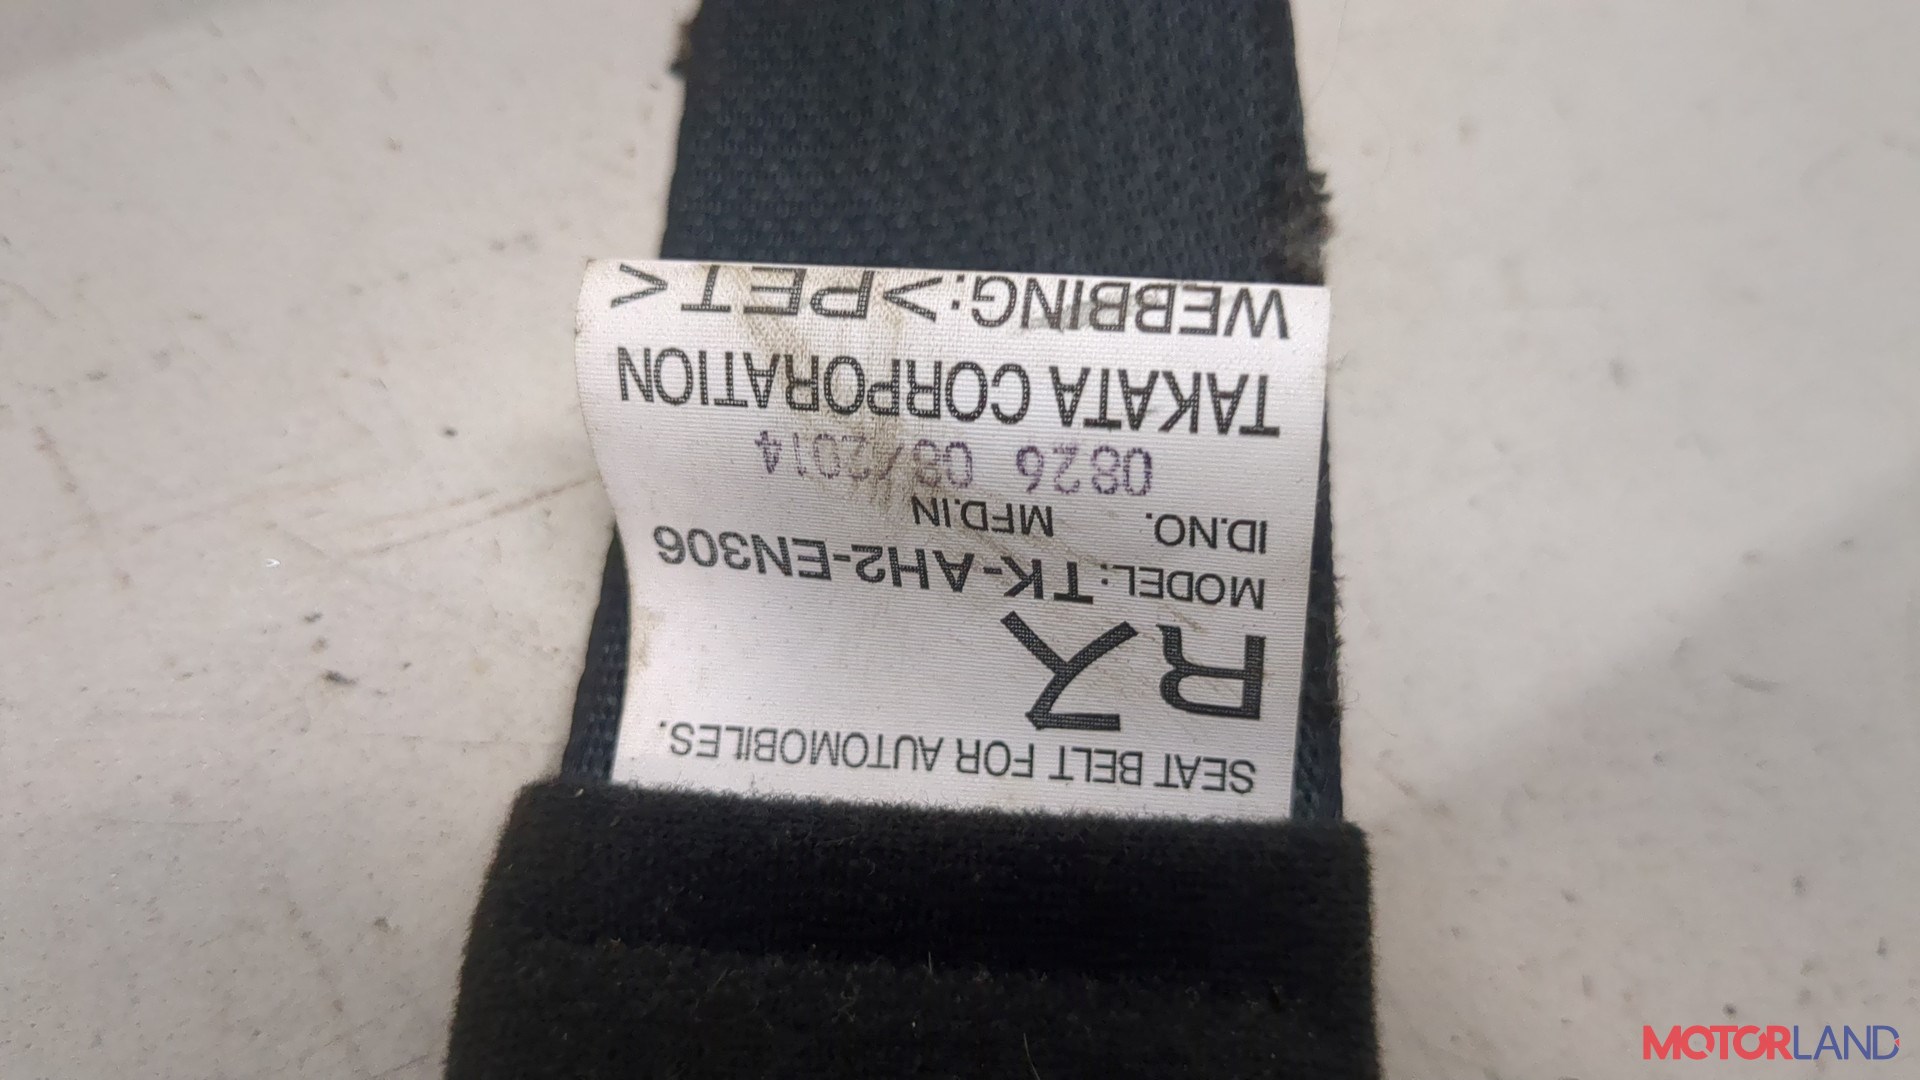 SEAT BELT FOR AUTOMOBILES.
R ス
MODEL: TK-AH2-EN306
ID.NO. MFD.IN
0826 08/2014
TAKATA CORPORATION
WEBBING:>PET<
MOTORLAND